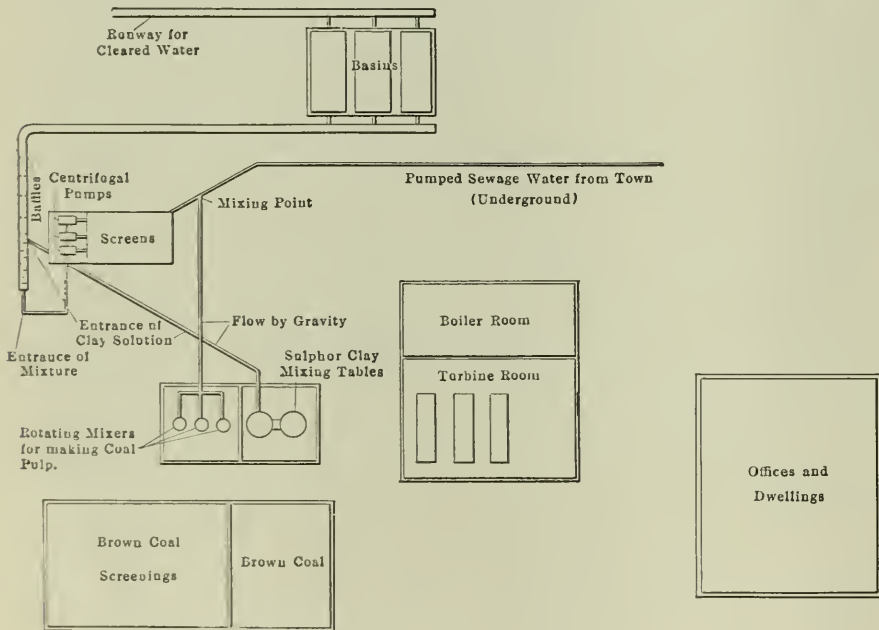 Runway for
Cleared Water
Basins
Pumped Sewage Water from Town
(Underground)
Centrifugal
Pumps
Baffles
Mixing Point
Screens
Entrance of
Clay Solution
Flow by Gravity
Entrance of
Mixture
Sulphor Clay
Mixing Tables
Boiler Room
Turbine Room
Rotating Mixers
for making Coal
Pulp.
Offices and
Dwellings
Brown Coal
Screenings
Brown Coal